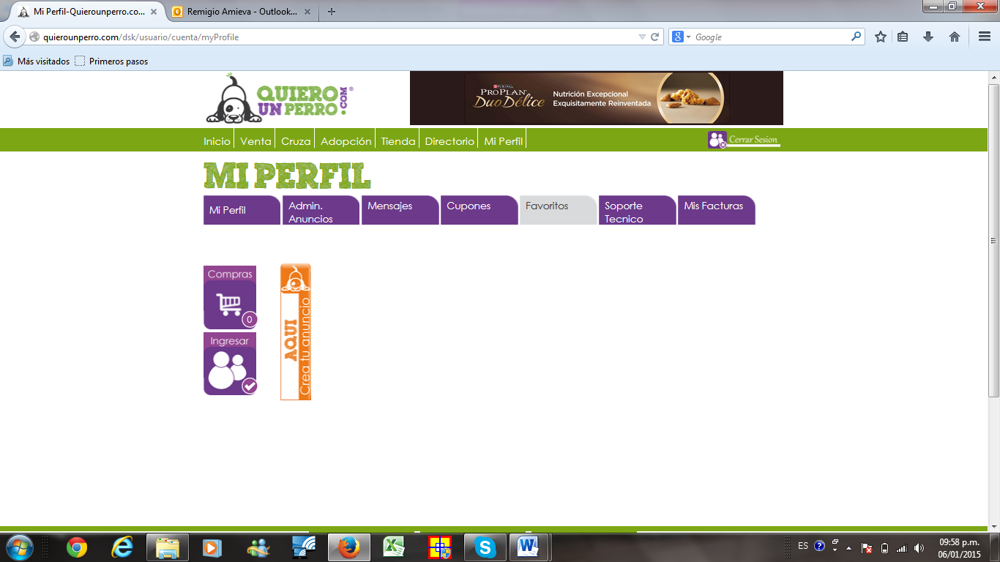 Mi Perfil-Quierounperro.co...
Remigio Amieva - Outlook...
quierounperro.com/dsk/usuario/cuenta/myProfile
Google
Más visitados
Primeros pasos
QUIERO
UN PERRO
.COM
®
PURINA
PRO PLAN
DuoDélice
Nutrición Excepcional
Exquisitamente Reinventada
Inicio
Venta
Cruza
Adopción
Tienda
Directorio
Mi Perfil
Cerrar Sesion
MI PERFIL
Mi Perfil
Admin.
Anuncios
Mensajes
Cupones
Favoritos
Soporte
Tecnico
Mis Facturas
Compras
0
Ingresar
AQUI
Crea tu anuncio
ES
09:58 p.m.
06/01/2015